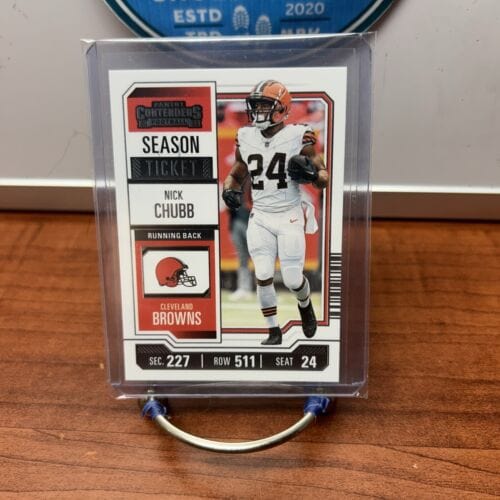 ESTD
2020
PANINI
CONTENDERS
FOOTBALL
SEASON
TICKET
NICK
CHUBB
RUNNING BACK
CLEVELAND
BROWNS
24
24
SEC. 227 | ROW 511 | SEAT 24